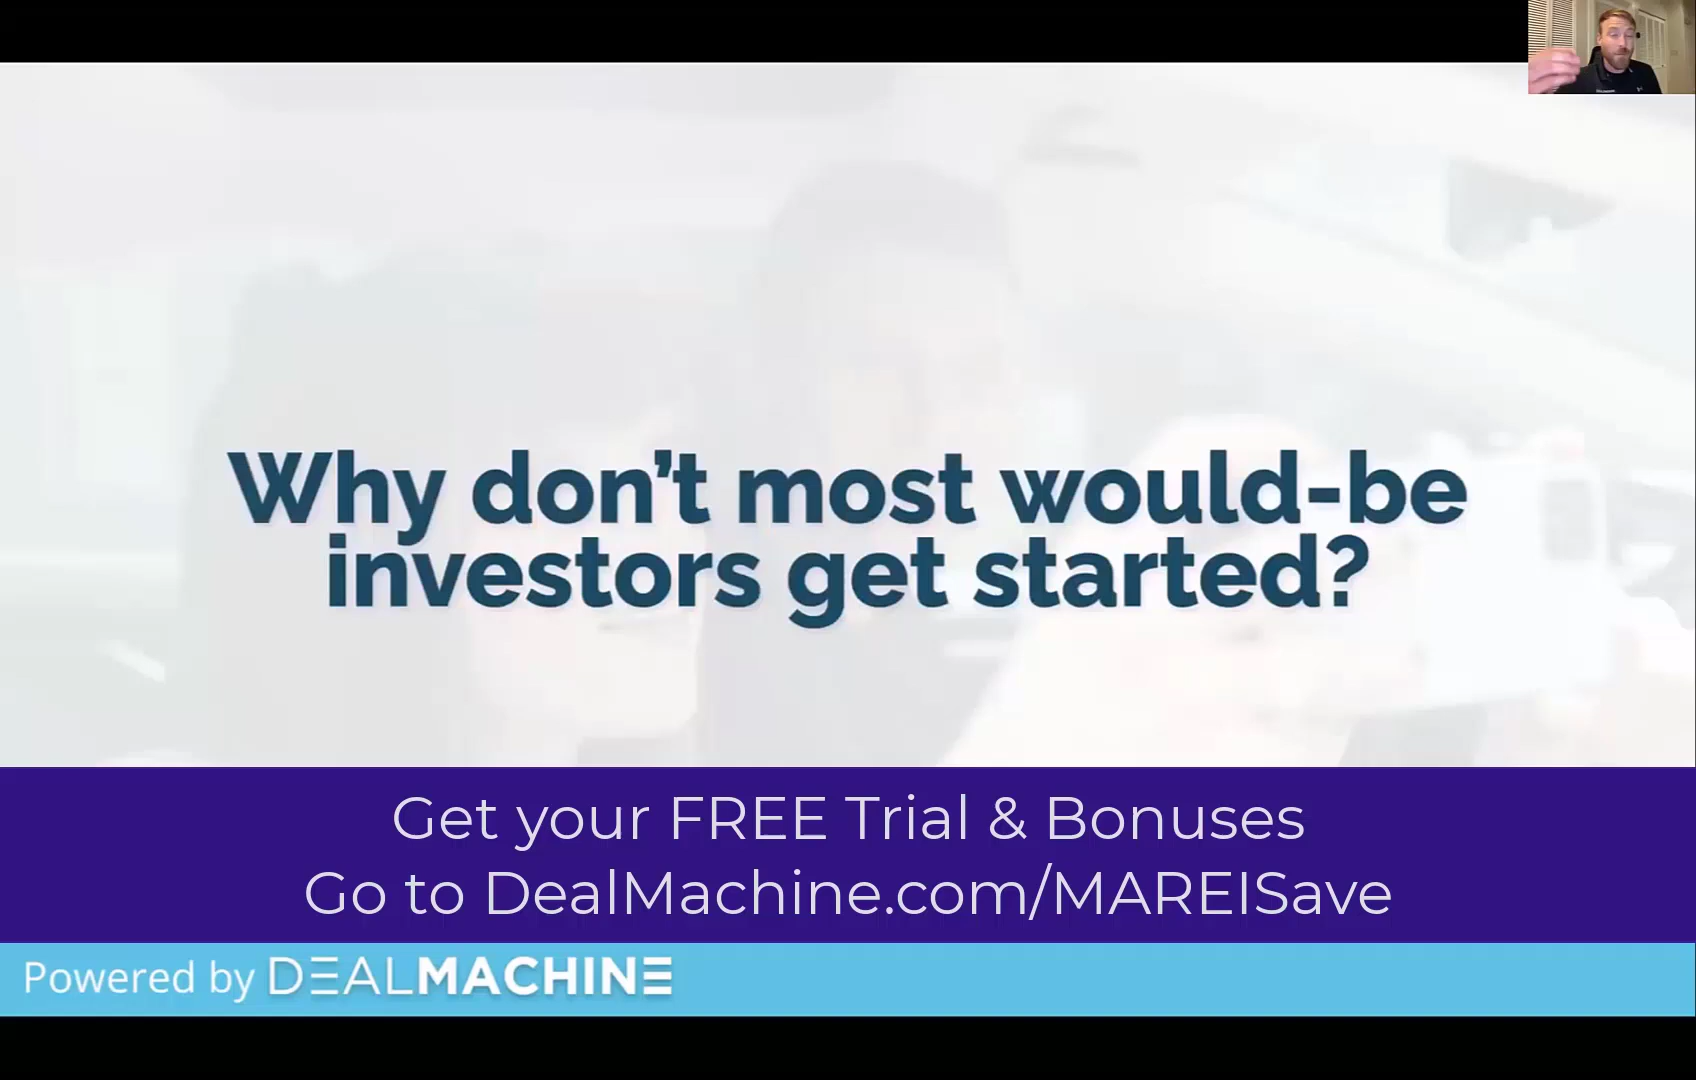 Why don't most would-be
investors get started?
Get your FREE Trial & Bonuses
Go to DealMachine.com/MAREISave
Powered by DEALMACHINE